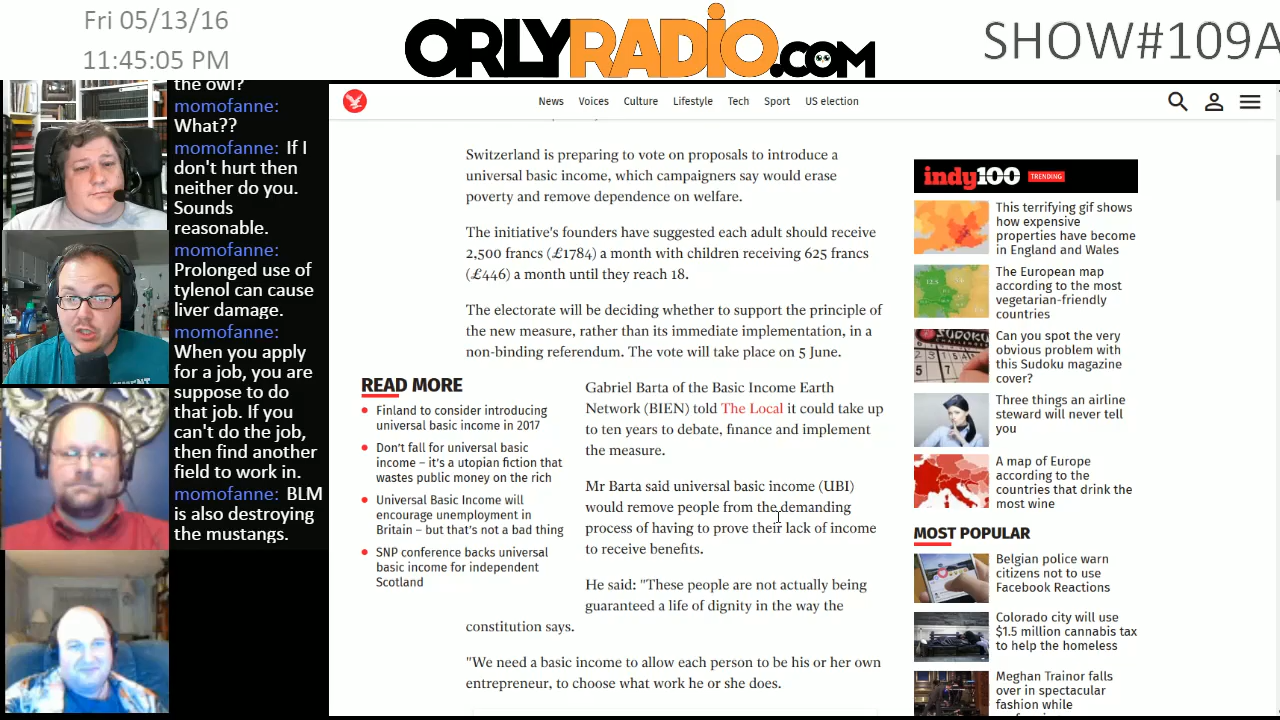 Fri 05/13/16
11:45:05 PM
ORLYRADIO.COM
SHOW#109A
the owl?
momofanne:
What??
momofanne: If I
don't hurt then
neither do you.
Sounds
reasonable.
momofanne:
Prolonged use of
tylenol can cause
liver damage.
momofanne:
When you apply
for a job, you are
suppose to do
that job. If you
can't do the job,
then find another
field to work in.
momofanne: BLM
is also destroying
the mustangs.
News Voices Culture Lifestyle Tech Sport US election
Switzerland is preparing to vote on proposals to introduce a
universal basic income, which campaigners say would erase
poverty and remove dependence on welfare.
The initiative's founders have suggested each adult should receive
2,500 francs (£1784) a month with children receiving 625 francs
(£446) a month until they reach 18.
The electorate will be deciding whether to support the principle of
the new measure, rather than its immediate implementation, in a
non-binding referendum. The vote will take place on 5 June.
READ MORE
Finland to consider introducing
universal basic income in 2017
Don't fall for universal basic
income – it's a utopian fiction that
wastes public money on the rich
Universal Basic Income will
encourage unemployment in
Britain – but that's not a bad thing
SNP conference backs universal
basic income for independent
Scotland
Gabriel Barta of the Basic Income Earth
Network (BIEN) told The Local it could take up
to ten years to debate, finance and implement
the measure.
Mr Barta said universal basic income (UBI)
would remove people from the demanding
process of having to prove their lack of income
to receive benefits.
He said: "These people are not actually being
guaranteed a life of dignity in the way the
constitution says.
"We need a basic income to allow each person to be his or her own
entrepreneur, to choose what work he or she does.
indy100 TRENDING
This terrifying gif shows
how expensive
properties have become
in England and Wales
The European map
according to the most
vegetarian-friendly
countries
Can you spot the very
obvious problem with
this Sudoku magazine
cover?
Three things an airline
steward will never tell
you
A map of Europe
according to the
countries that drink the
most wine
MOST POPULAR
Belgian police warn
citizens not to use
Facebook Reactions
Colorado city will use
$1.5 million cannabis tax
to help the homeless
Meghan Trainor falls
over in spectacular
fashion while